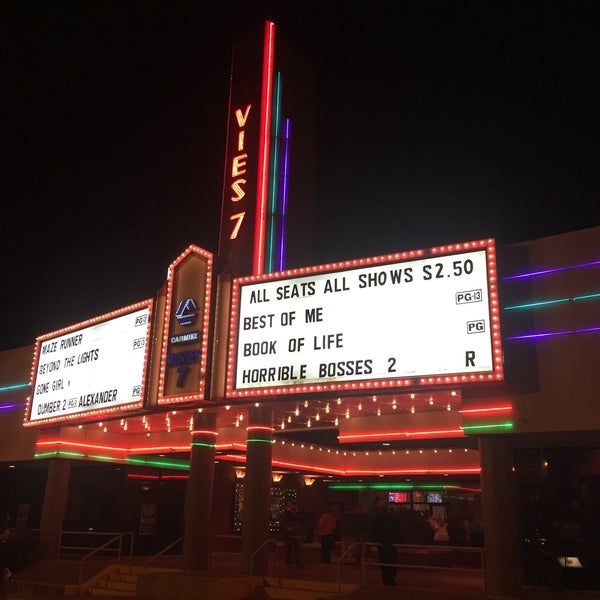 VIES 7
ALL SEATS ALL SHOWS $2.50
BEST OF ME PG-13
BOOK OF LIFE PG
HORRIBLE BOSSES 2 R
CARMIKE
MOVIES
7
MAZE RUNNER
BEYOND THE LIGHTS
GONE GIRL
DUMBER 2 ALEXANDER PG